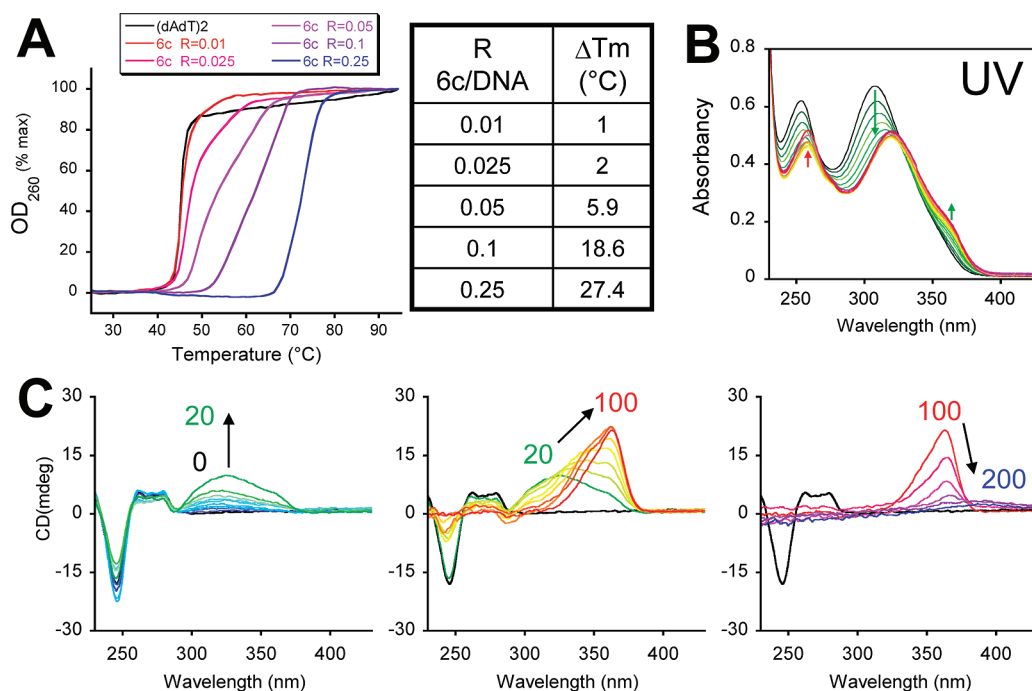 A
(dAdT)2
6c R=0.01
6c R=0.025
6c R=0.05
6c R=0.1
6c R=0.25
OD260 (% max)
100
80
60
40
20
0
30 40 50 60 70 80 90
Temperature (°C)
R
6c/DNA
ΔTm
(°C)
0.01 1
0.025 2
0.05 5.9
0.1 18.6
0.25 27.4
B
UV
Absorbancy
0.8
0.6
0.4
0.2
0
250 300 350 400
Wavelength (nm)
C
CD(mdeg)
30
15
0
-15
-30
20
0
250 300 350 400
Wavelength (nm)
30
15
0
-15
-30
20
100
250 300 350 400
Wavelength (nm)
30
15
0
-15
-30
100
200
250 300 350 400
Wavelength (nm)